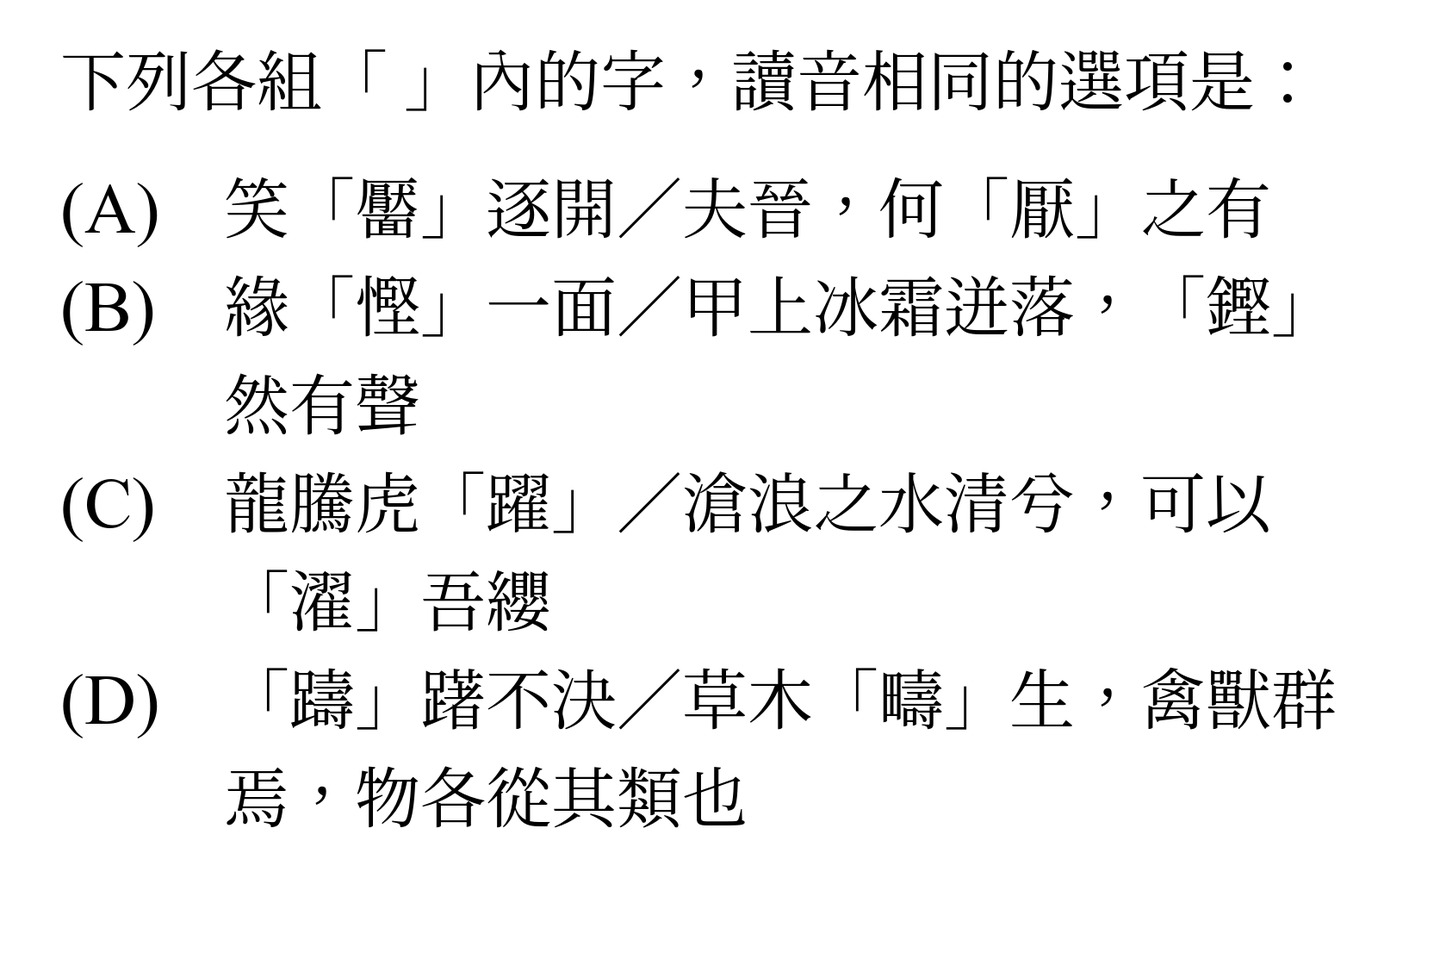 下列各組「 」內的字，讀音相同的選項是：
(A) 笑「靨」逐開／夫晉，何「厭」之有
(B) 緣「慳」一面／甲上冰霜迸落，「鏗」
然有聲
(C) 龍騰虎「躍」／滄浪之水清兮，可以
「濯」吾纓
(D) 「躊」躇不決／草木「疇」生，禽獸群
焉，物各從其類也